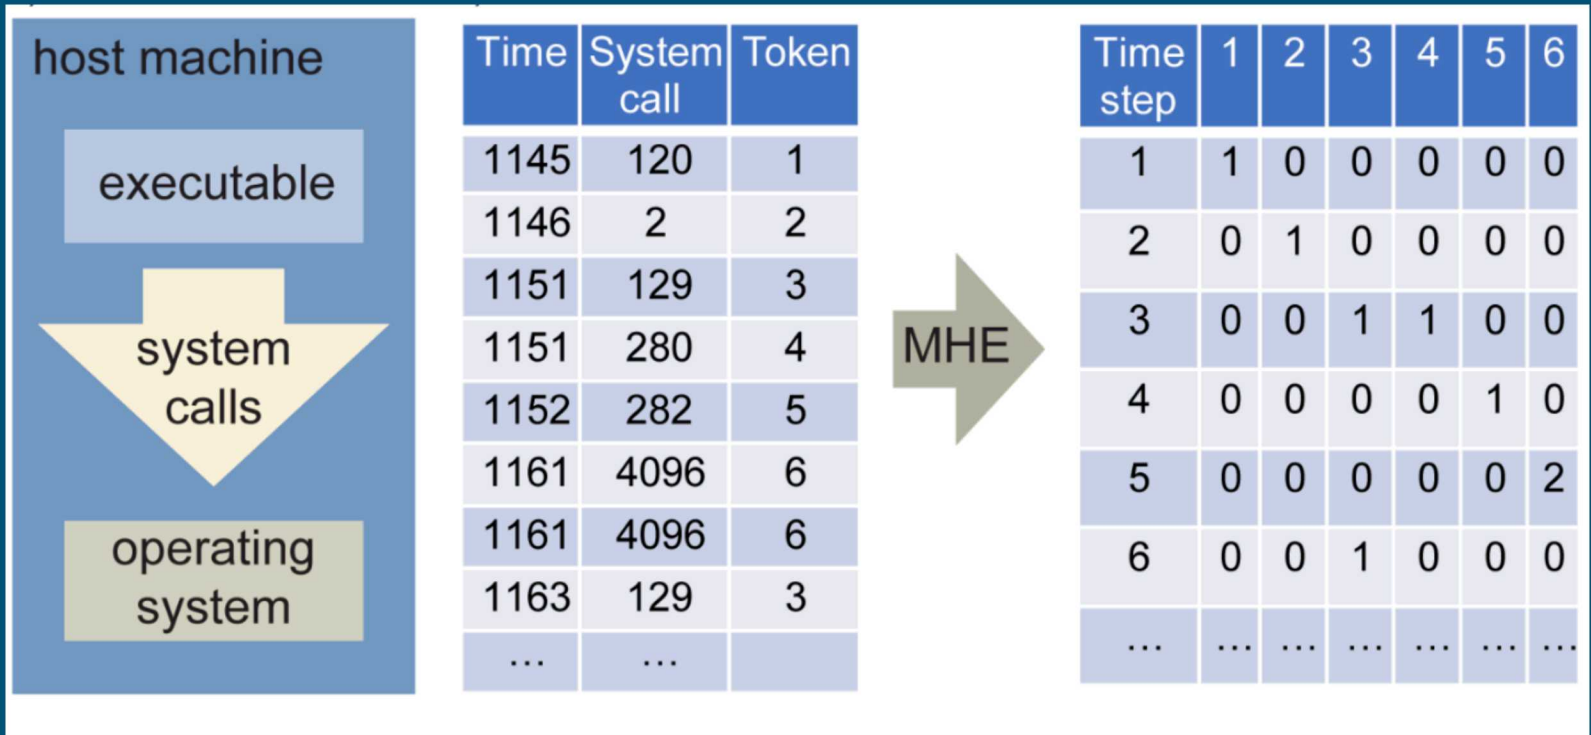 host machine
executable
system
calls
operating
system
Time System Token
call
1145 120 1
1146 2 2
1151 129 3
1151 280 4
1152 282 5
1161 4096 6
1161 4096 6
1163 129 3
... ...
MHE
Time 1 2 3 4 5 6
step
1 1 0 0 0 0 0
2 0 1 0 0 0 0
3 0 0 1 1 0 0
4 0 0 0 0 1 0
5 0 0 0 0 0 2
6 0 0 1 0 0 0
... ... ... ... ... ... ...